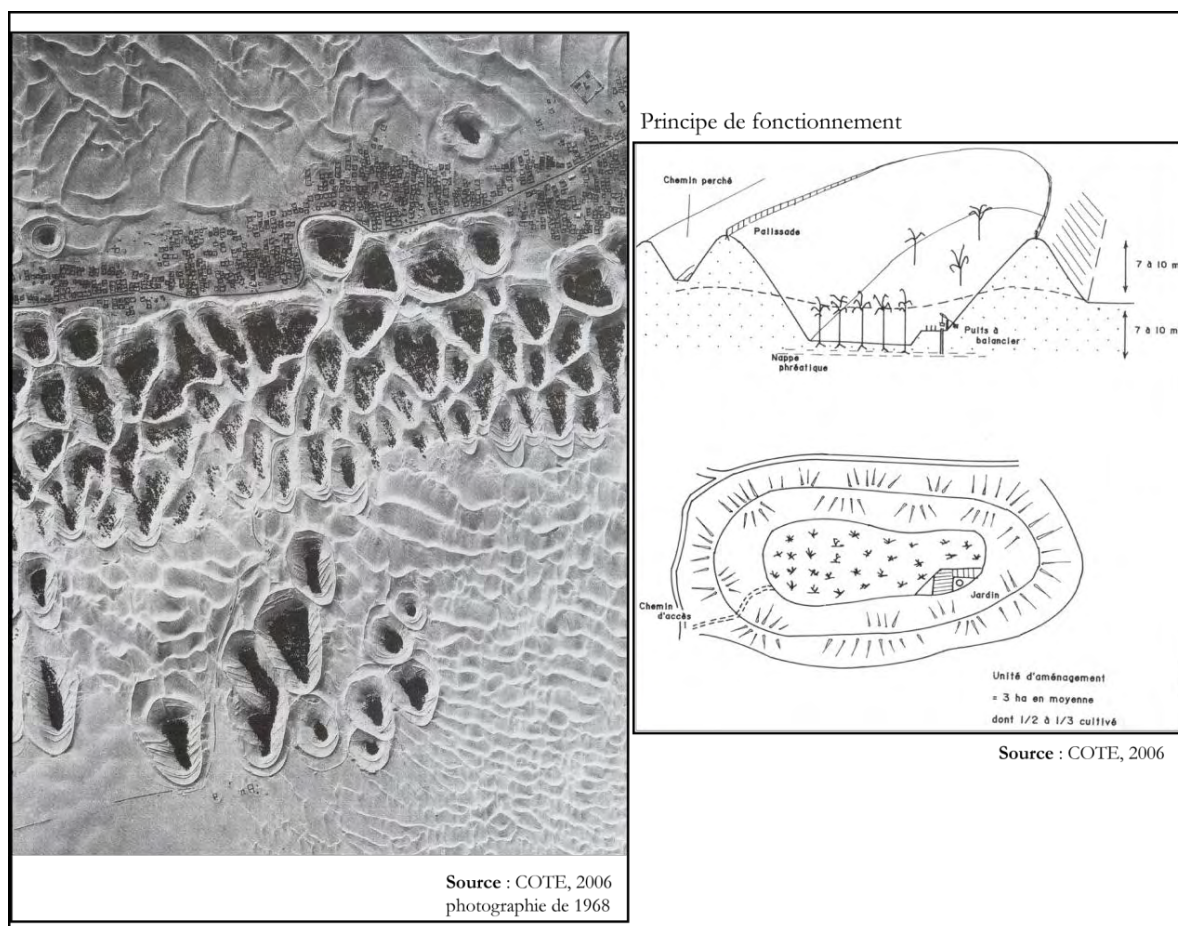 Source : COTE, 2006
photographie de 1968
Principe de fonctionnement
Chemin perché
Palissade
7 à 10 m
7 à 10 m
Puits à
balancier
Nappe
phréatique
Chemin
d'accès
Jardin
Unité d'aménagement
= 3 ha en moyenne
dont 1/2 à 1/3 cultivé
Source : COTE, 2006